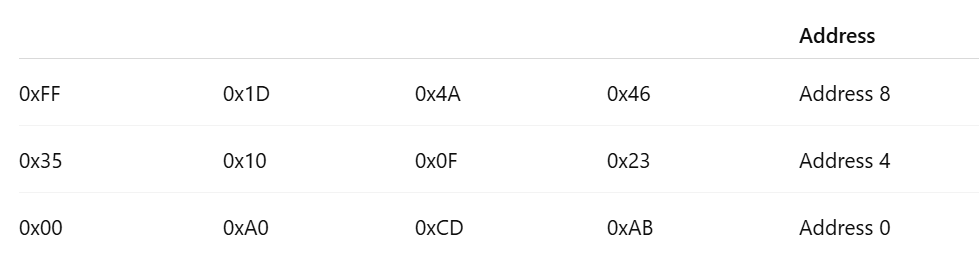 Address
0xFF 0x1D 0x4A 0x46 Address 8
0x35 0x10 0x0F 0x23 Address 4
0x00 0xA0 0xCD 0xAB Address 0